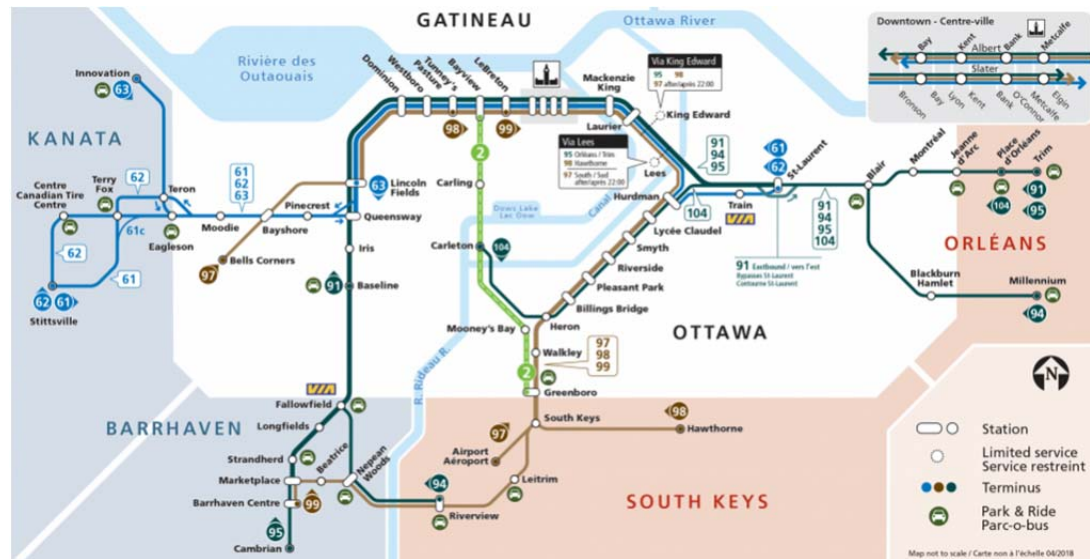 GATINEAU
Ottawa River
Rivière des
Outaouais
Downtown - Centre-ville
Bay
Kent
Bank
Metcalfe
Albert
Slater
Bronson
Bay
Lyon
Kent
Bank
O'Connor
Metcalfe
Elgin
Innovation
63
KANATA
Centre
Canadian Tire
Centre
Terry
Fox
62
Teron
61
62
63
61c
62
61
Eagleson
Moodie
Bayshore
Pinecrest
97
Bells Corners
62
61
Stittsville
Dominion
Westboro
Tunney's
Pasture
Bayview
LeBreton
98
99
Mackenzie
King
Laurier
Via King Edward
95 98
97 after/après 22:00
King Edward
Via Lees
95 Orléans / Trim
98 Hawthorne
97 South / Sud
after/après 22:00
Lees
Hurdman
91
94
95
61
62
St-Laurent
Train
VIA
104
Lycée Claudel
91
94
95
104
91 Eastbound / vers l'est
Bypasses St-Laurent
Contourne St-Laurent
Blair
Montréal
Jeanne
d'Arc
Place
d'Orléans
Trim
104
91
95
ORLÉANS
Blackburn
Hamlet
Millennium
94
63
Lincoln
Fields
Queensway
Iris
91
Baseline
2
Carling
Dows Lake
Lac Dow
Canal
Carleton
104
Smyth
Riverside
Pleasant Park
Billings Bridge
Heron
Mooney's Bay
OTTAWA
Walkley
97
98
99
2
Greenboro
R. Rideau R.
VIA
Fallowfield
BARRHAVEN
Longfields
Strandherd
Beatrice
Nepean
Woods
Marketplace
Barrhaven Centre
99
95
Cambrian
94
Riverview
Leitrim
97
Airport
Aéroport
South Keys
98
Hawthorne
SOUTH KEYS
N
Station
Limited service
Service restreint
Terminus
Park & Ride
Parc-o-bus
Map not to scale / Carte non à l'échelle 04/2018